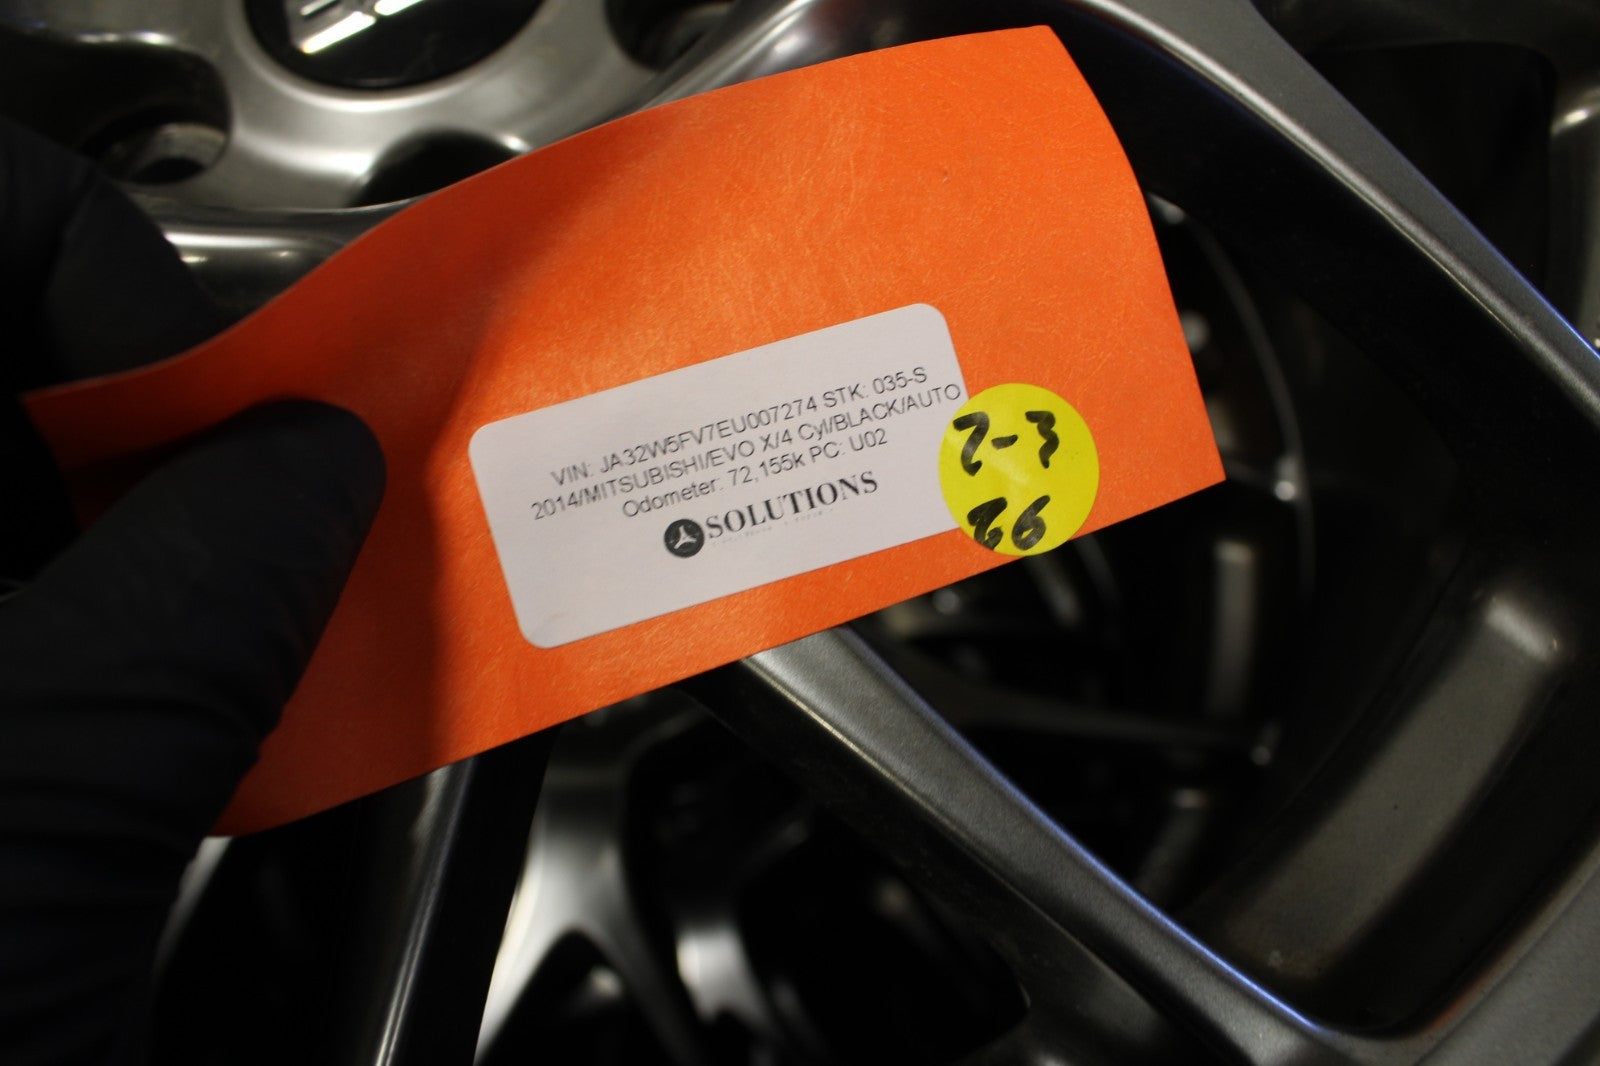 VIN: JA32W5FV7EU007274 STK: 035-S
2014/MITSUBISHI/EVO X/4 Cyl/BLACK/AUTO
Odometer: 72,155k PC: U02
SOLUTIONS
2-3